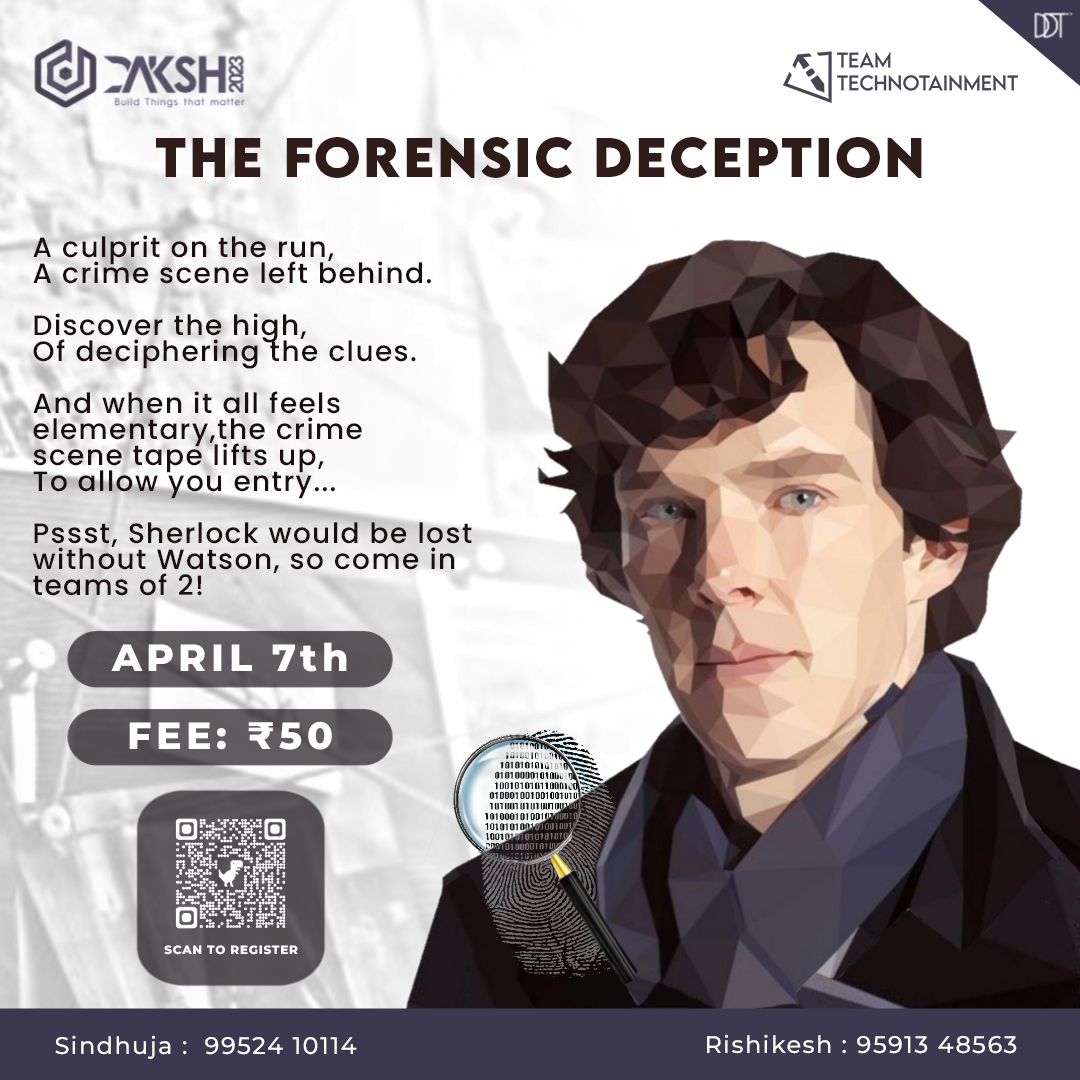 DAKSH 2023
Build Things that matter
TEAM
TECHNOTAINMENT
DDT
THE FORENSIC DECEPTION
A culprit on the run,
A crime scene left behind.
Discover the high,
Of deciphering the clues.
And when it all feels
elementary,the crime
scene tape lifts up,
To allow you entry...
Pssst, Sherlock would be lost
without Watson, so come in
teams of 2!
APRIL 7th
FEE: ₹50
SCAN TO REGISTER
Sindhuja : 99524 10114
Rishikesh : 95913 48563